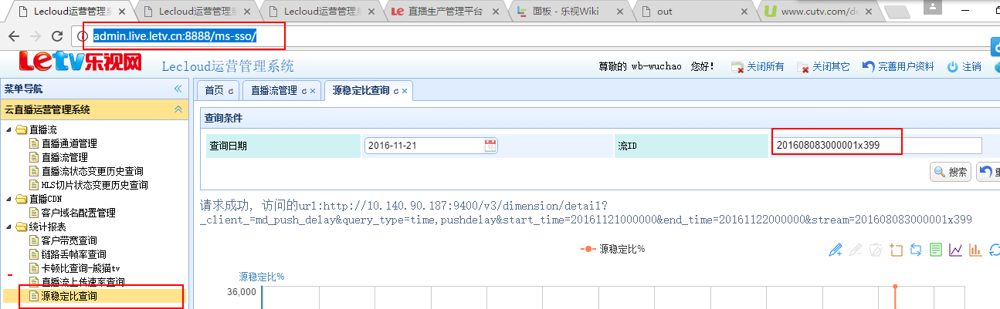 Lecloud运营管理系 Lecloud运营管理系 Lecloud运营管理系 直播生产管理平台 面板 - 乐视Wiki out www.cutv.com/de
admin.live.letv.cn:8888/ms-sso/
Letv乐视网 Lecloud运营管理系统 尊敬的 wb-wuchao 您好! 关闭所有 关闭其它 完善用户资料 注销
菜单导航 首页 直播流管理 源稳定比查询
云直播运营管理系统
直播流
直播通道管理
直播流管理
直播流状态变更历史查询
HLS切片状态变更历史查询
直播CDN
客户域名配置管理
统计报表
客户带宽查询
链路丢帧率查询
卡顿比查询-熊猫tv
直播流上传速率查询
源稳定比查询
查询条件
查询日期 2016-11-21 流ID 201608083000001x399
搜索
请求成功, 访问的url:http://10.140.90.187:9400/v3/dimension/detail?
_client_=md_push_delay&query_type=time,pushdelay&start_time=20161121000000&end_time=20161122000000&stream=201608083000001x399
源稳定比%
源稳定比%
36,000